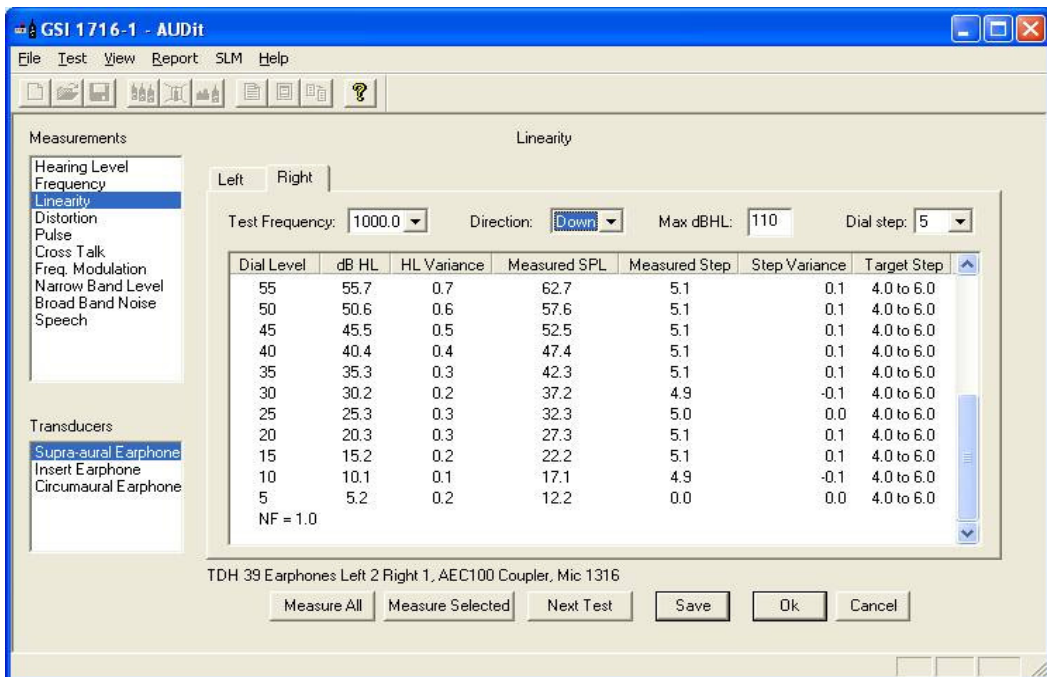 GSI 1716-1 - AUDit
File Test View Report SLM Help
Measurements
Linearity
Hearing Level
Frequency
Linearity
Distortion
Pulse
Cross Talk
Freq. Modulation
Narrow Band Level
Broad Band Noise
Speech
Transducers
Supra-aural Earphone
Insert Earphone
Circumaural Earphone
Left Right
Test Frequency: 1000.0 Direction: Down Max dBHL: 110 Dial step: 5
Dial Level dB HL HL Variance Measured SPL Measured Step Step Variance Target Step
55 55.7 0.7 62.7 5.1 0.1 4.0 to 6.0
50 50.6 0.6 57.6 5.1 0.1 4.0 to 6.0
45 45.5 0.5 52.5 5.1 0.1 4.0 to 6.0
40 40.4 0.4 47.4 5.1 0.1 4.0 to 6.0
35 35.3 0.3 42.3 5.1 0.1 4.0 to 6.0
30 30.2 0.2 37.2 4.9 -0.1 4.0 to 6.0
25 25.3 0.3 32.3 5.0 0.0 4.0 to 6.0
20 20.3 0.3 27.3 5.1 0.1 4.0 to 6.0
15 15.2 0.2 22.2 5.1 0.1 4.0 to 6.0
10 10.1 0.1 17.1 4.9 -0.1 4.0 to 6.0
5 5.2 0.2 12.2 0.0 0.0 4.0 to 6.0
NF = 1.0
TDH 39 Earphones Left 2 Right 1, AEC100 Coupler, Mic 1316
Measure All Measure Selected Next Test Save Ok Cancel